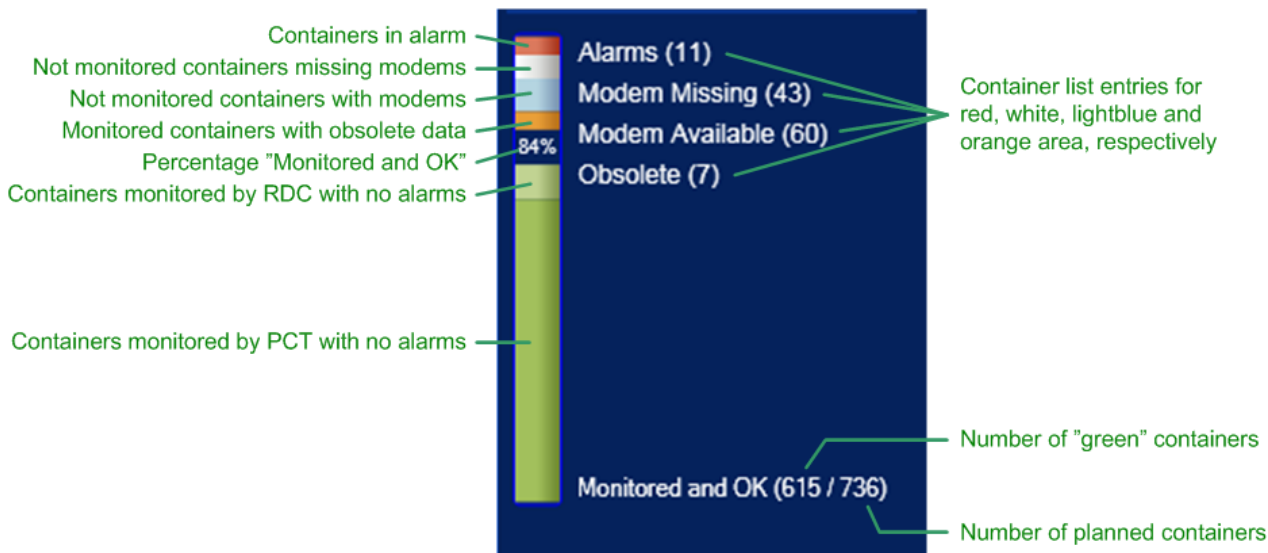 Containers in alarm
Not monitored containers missing modems
Not monitored containers with modems
Monitored containers with obsolete data
Percentage ”Monitored and OK”
Containers monitored by RDC with no alarms
Containers monitored by PCT with no alarms
84%
Alarms (11)
Modem Missing (43)
Modem Available (60)
Obsolete (7)
Monitored and OK (615 / 736)
Container list entries for
red, white, lightblue and
orange area, respectively
Number of ”green” containers
Number of planned containers